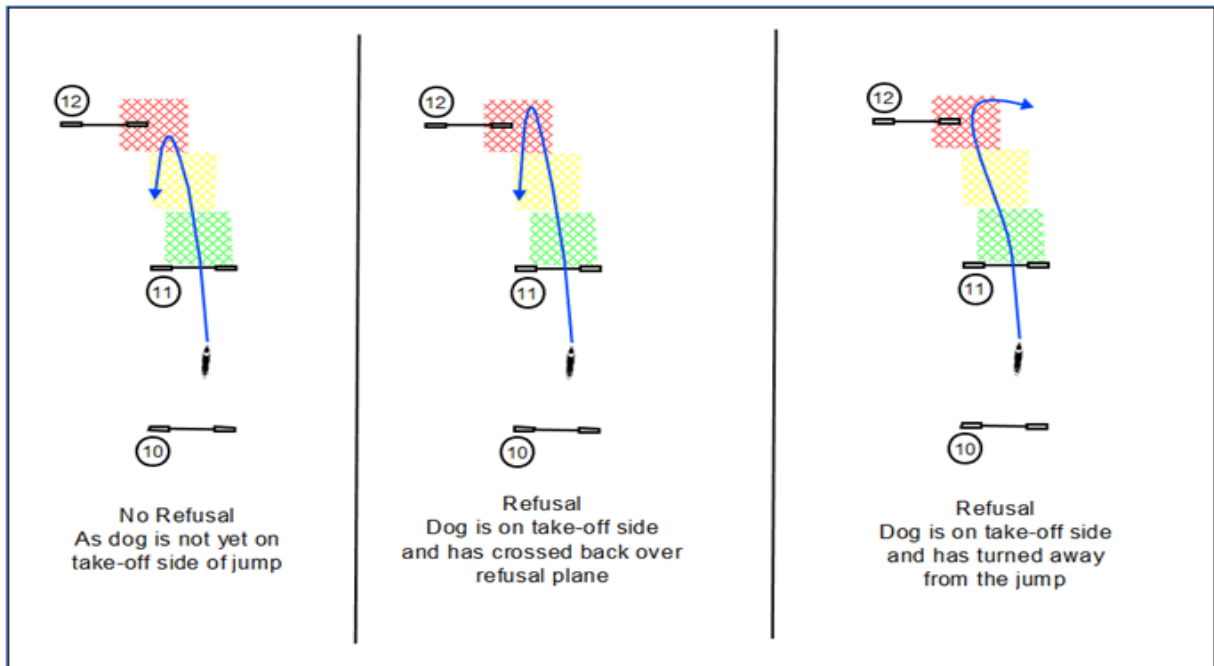 12
11
10
No Refusal
As dog is not yet on
take-off side of jump
12
11
10
Refusal
Dog is on take-off side
and has crossed back over
refusal plane
12
11
10
Refusal
Dog is on take-off side
and has turned away
from the jump